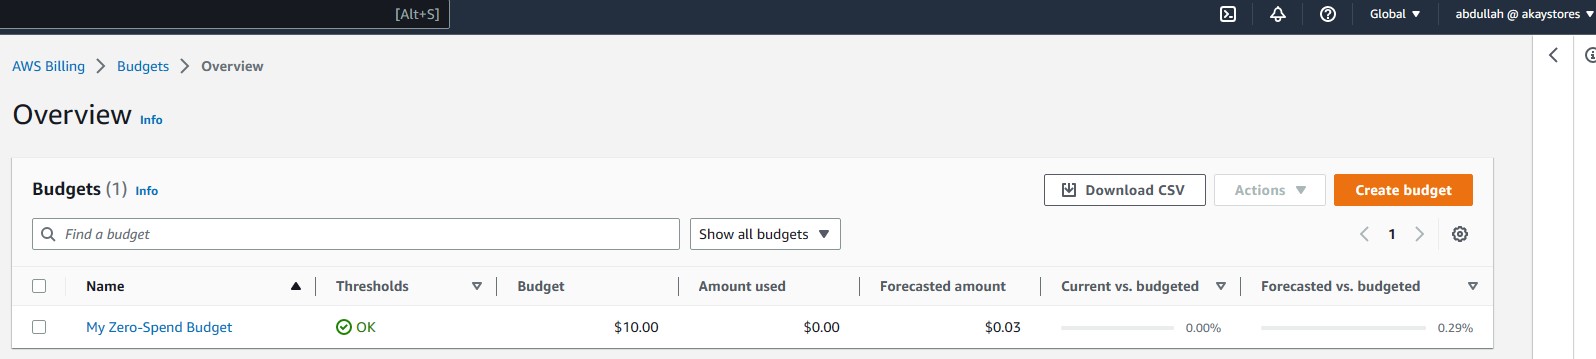 [Alt+S] Global abdullah @ akaystores
AWS Billing Budgets Overview
Overview Info
Budgets (1) Info Download CSV Actions Create budget
Find a budget Show all budgets 1
Name Thresholds Budget Amount used Forecasted amount Current vs. budgeted Forecasted vs. budgeted
My Zero-Spend Budget OK $10.00 $0.00 $0.03 0.00% 0.29%